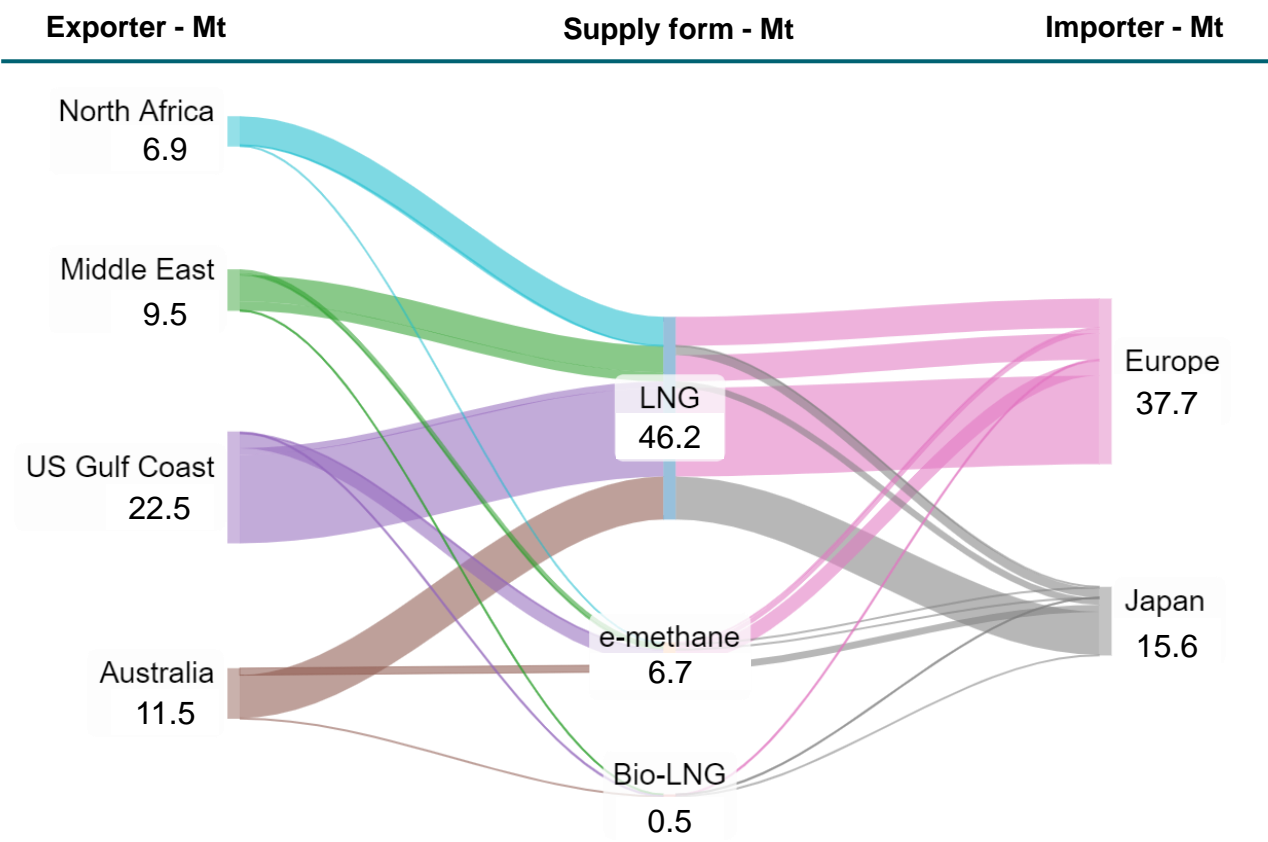 Exporter - Mt
Supply form - Mt
Importer - Mt
North Africa
6.9
Middle East
9.5
US Gulf Coast
22.5
Australia
11.5
LNG
46.2
e-methane
6.7
Bio-LNG
0.5
Europe
37.7
Japan
15.6